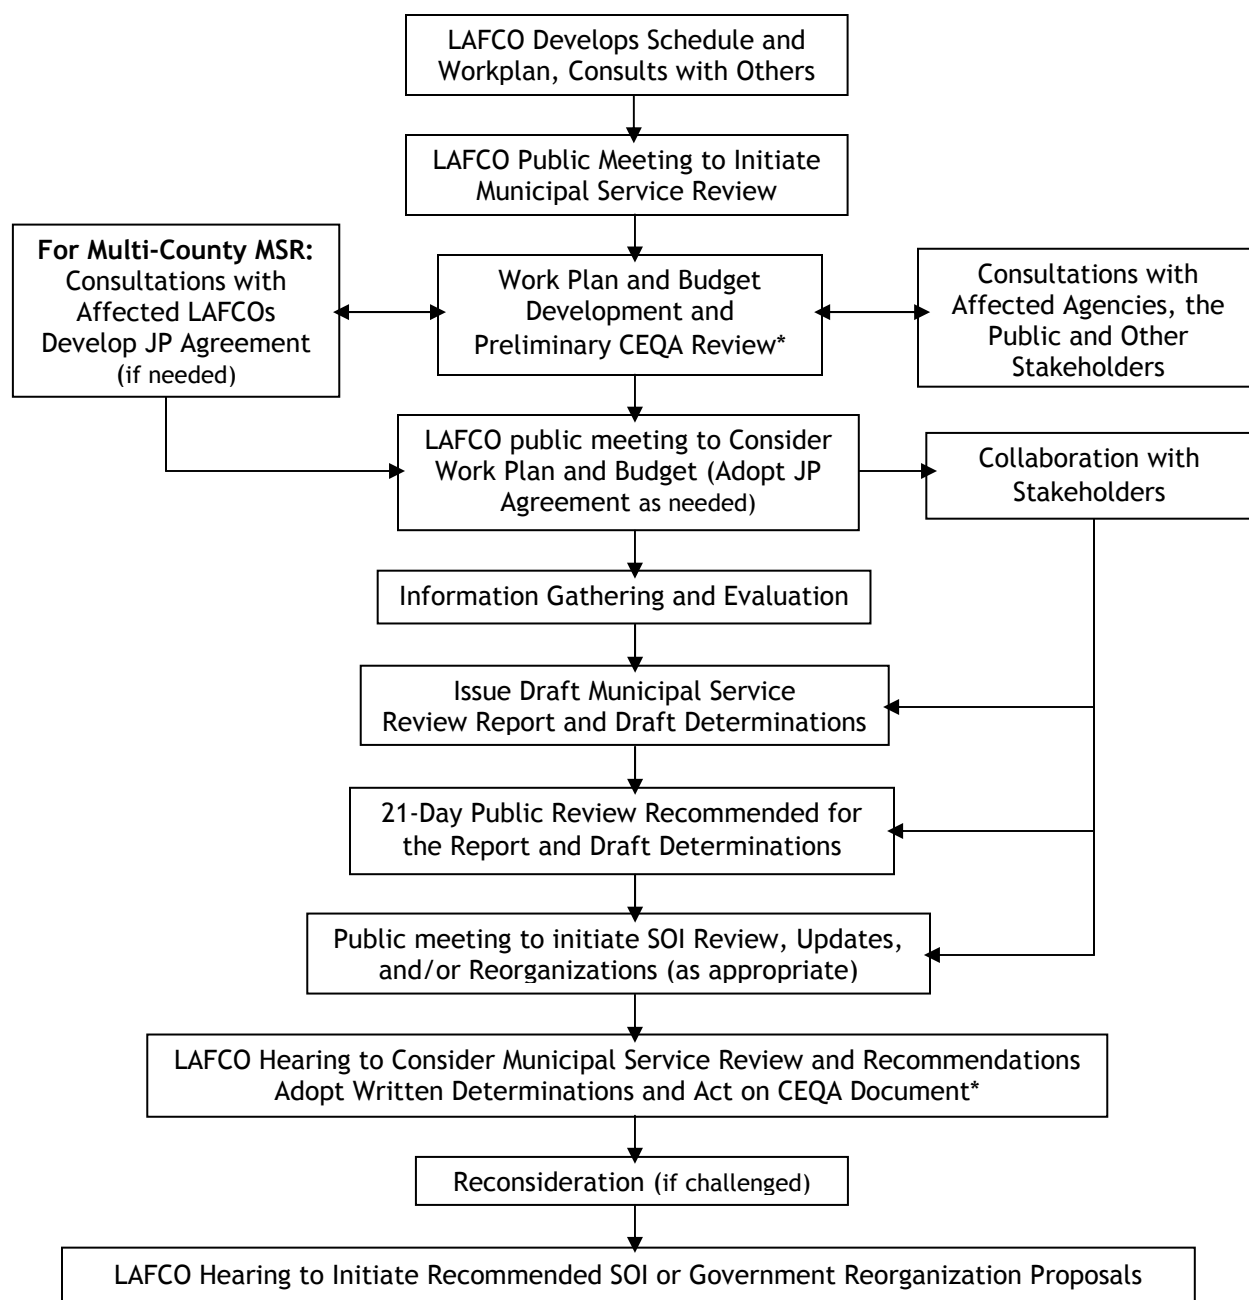 LAFCO Develops Schedule and
Workplan, Consults with Others
LAFCO Public Meeting to Initiate
Municipal Service Review
For Multi-County MSR:
Consultations with
Affected LAFCOs
Develop JP Agreement
(if needed)
Work Plan and Budget
Development and
Preliminary CEQA Review*
Consultations with
Affected Agencies, the
Public and Other
Stakeholders
LAFCO public meeting to Consider
Work Plan and Budget (Adopt JP
Agreement as needed)
Collaboration with
Stakeholders
Information Gathering and Evaluation
Issue Draft Municipal Service
Review Report and Draft Determinations
21-Day Public Review Recommended for
the Report and Draft Determinations
Public meeting to initiate SOI Review, Updates,
and/or Reorganizations (as appropriate)
LAFCO Hearing to Consider Municipal Service Review and Recommendations
Adopt Written Determinations and Act on CEQA Document*
Reconsideration (if challenged)
LAFCO Hearing to Initiate Recommended SOI or Government Reorganization Proposals